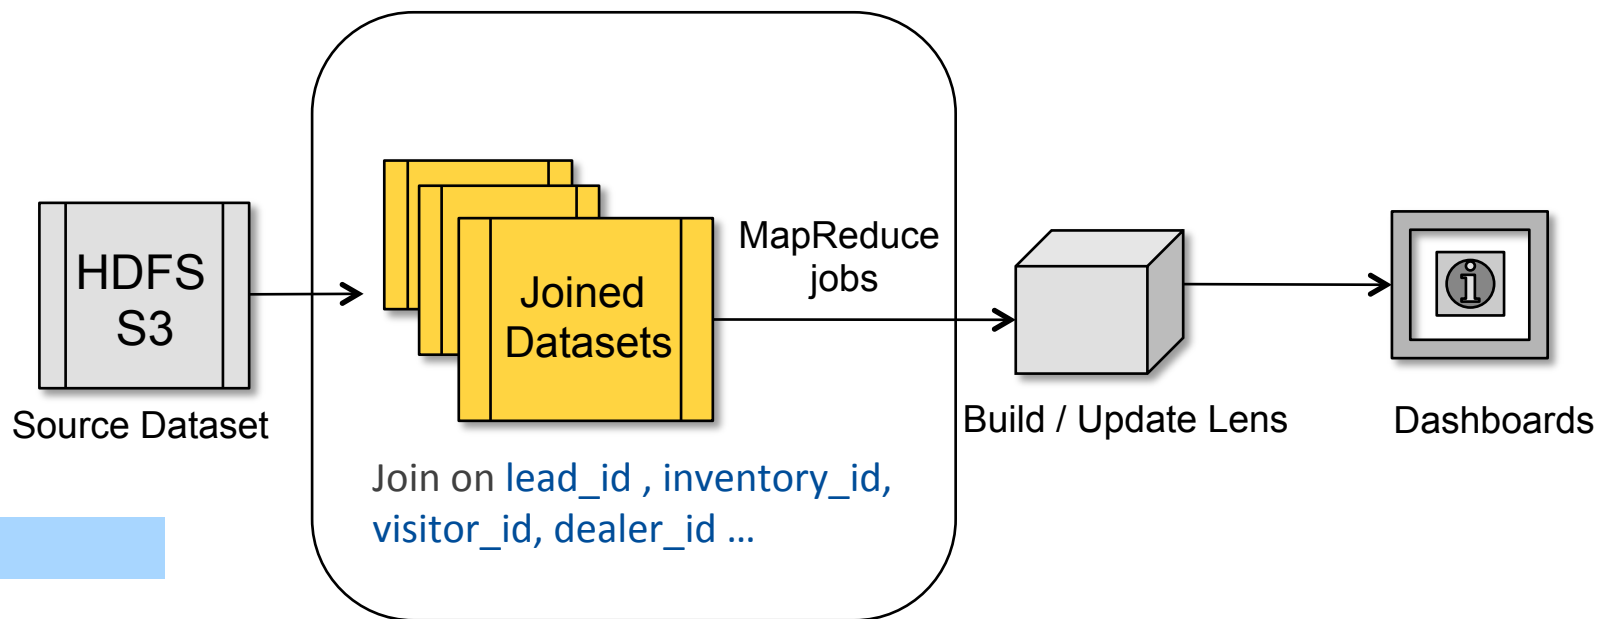 HDFS
S3
Source Dataset
Joined
Datasets
Join on lead_id , inventory_id,
visitor_id, dealer_id ...
MapReduce
jobs
Build / Update Lens
i
Dashboards